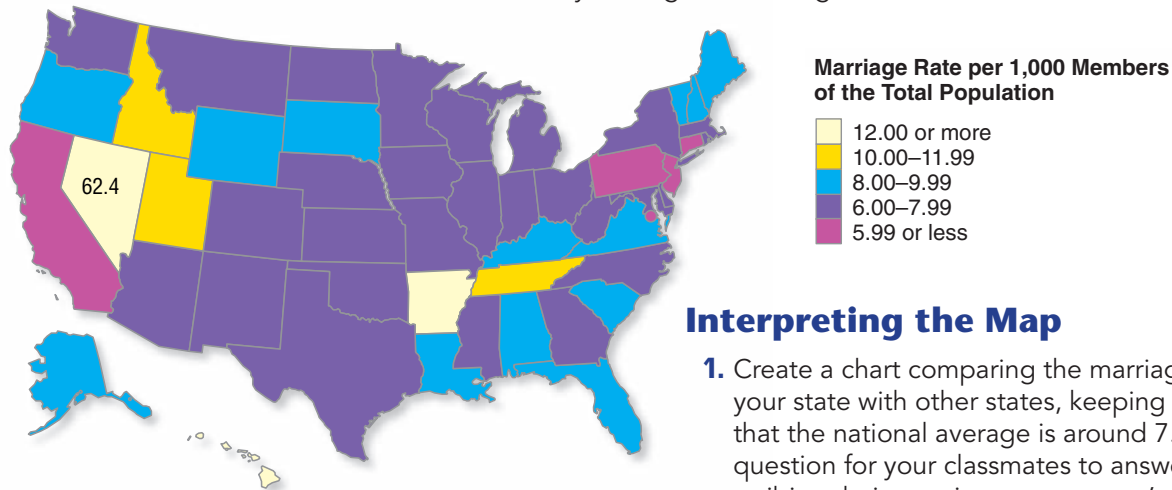 62.4
Marriage Rate per 1,000 Members
of the Total Population
12.00 or more
10.00–11.99
8.00–9.99
6.00–7.99
5.99 or less
Interpreting the Map
1. Create a chart comparing the marriag
your state with other states, keeping
that the national average is around 7.
question for your classmates to answe